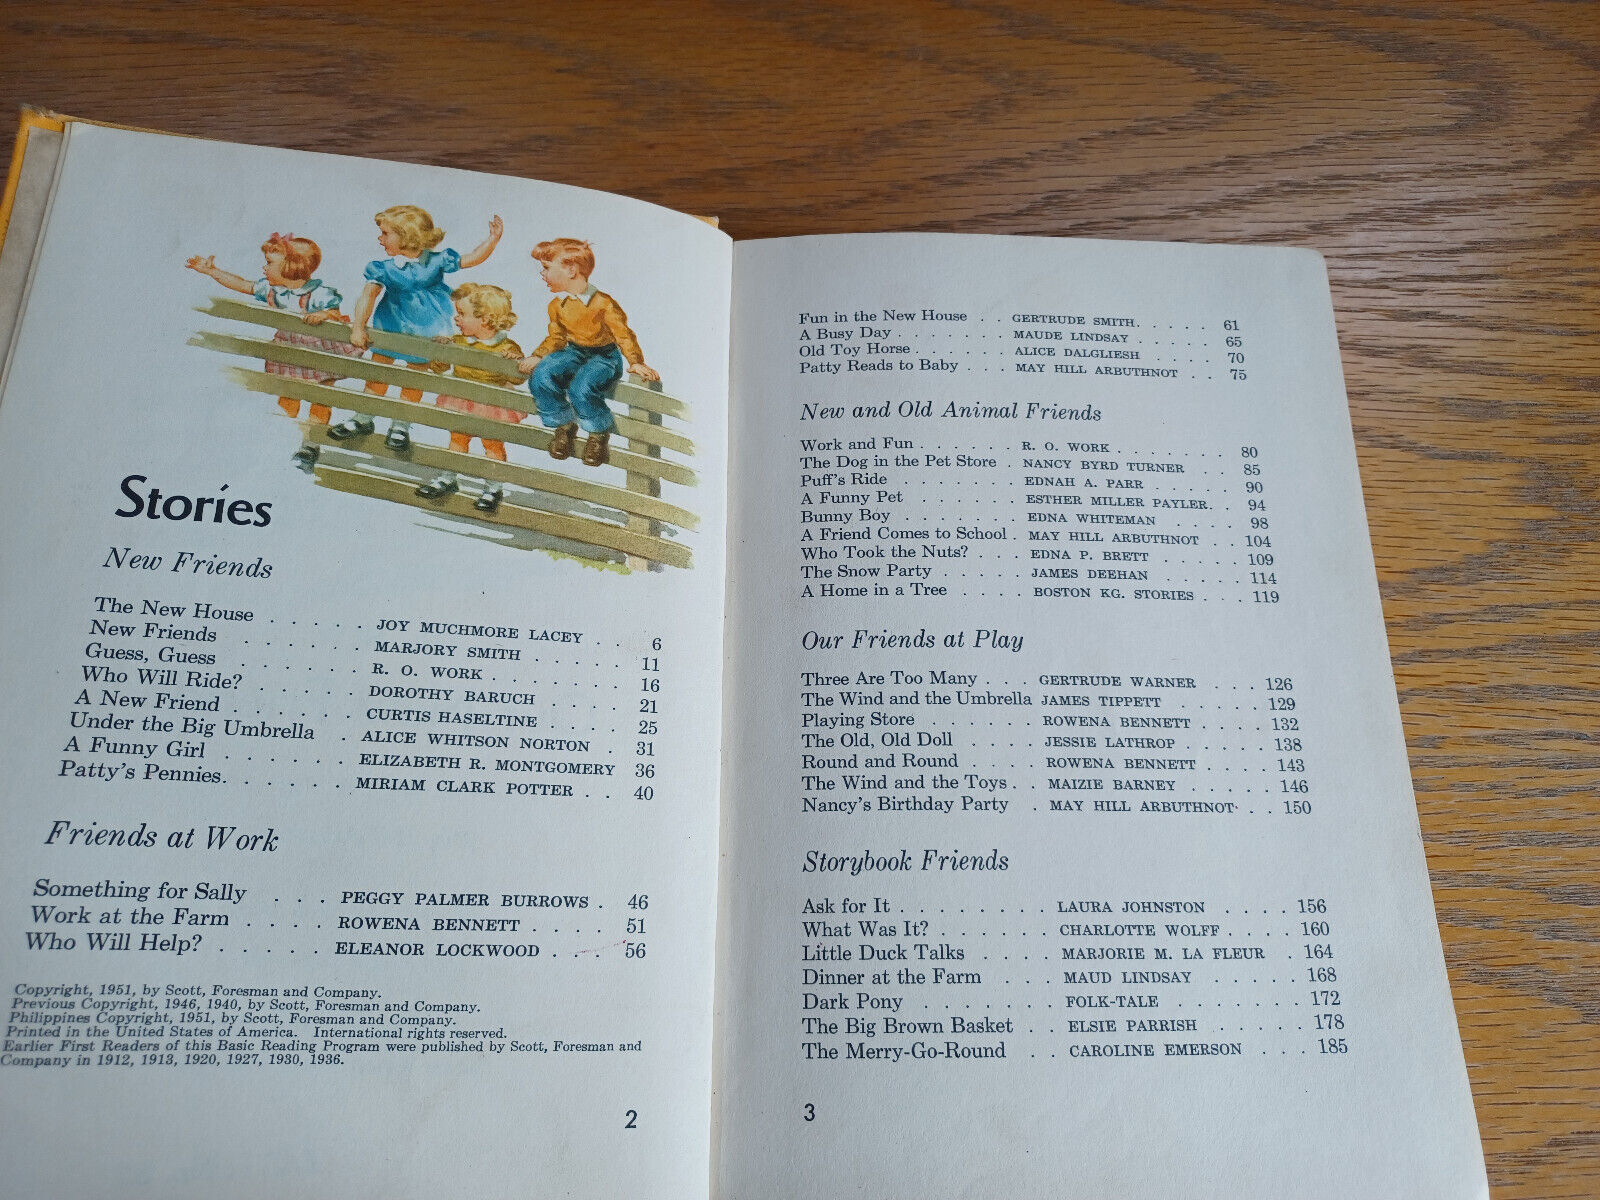 Stories
New Friends
The New House . . . . . JOY MUCHMORE LACEY . 6
New Friends . . . . . MARJORY SMITH . . . . . 11
Guess, Guess . . . . . . R. O. WORK . . . . . . . 16
Who Will Ride? . . . . . DOROTHY BARUCH . . . . 21
A New Friend . . . . . . CURTIS HASELTINE . . . . 25
Under the Big Umbrella . ALICE WHITSON NORTON . 31
A Funny Girl . . . . . . ELIZABETH R. MONTGOMERY 36
Patty's Pennies. . . . . . MIRIAM CLARK POTTER . . 40
Friends at Work
Something for Sally . . . PEGGY PALMER BURROWS . 46
Work at the Farm . . . . ROWENA BENNETT . . . . 51
Who Will Help? . . . . . ELEANOR LOCKWOOD . . . 56
Copyright, 1951, by Scott, Foresman and Company.
Previous Copyright, 1946, 1940, by Scott, Foresman and Company.
Philippines Copyright, 1951, by Scott, Foresman and Company.
Printed in the United States of America. International rights reserved.
Earlier First Readers of this Basic Reading Program were published by Scott, Foresman and
Company in 1912, 1913, 1920, 1927, 1930, 1936.
2
Fun in the New House . . GERTRUDE SMITH. . . . . 61
A Busy Day . . . . . . MAUDE LINDSAY . . . . . 65
Old Toy Horse . . . . . ALICE DALGLIESH . . . . 70
Patty Reads to Baby . . . MAY HILL ARBUTHNOT . . 75
New and Old Animal Friends
Work and Fun . . . . . . R. O. WORK . . . . . . . 80
The Dog in the Pet Store . NANCY BYRD TURNER . . 85
Puff's Ride . . . . . . . EDNAH A. PARR . . . . . 90
A Funny Pet . . . . . . ESTHER MILLER PAYLER. . 94
Bunny Boy . . . . . . . EDNA WHITEMAN . . . . 98
A Friend Comes to School . MAY HILL ARBUTHNOT . . 104
Who Took the Nuts? . . . EDNA P. BRETT . . . . . 109
The Snow Party . . . . . JAMES DEEHAN . . . . . 114
A Home in a Tree . . . . BOSTON KG. STORIES . . . 119
Our Friends at Play
Three Are Too Many . . . GERTRUDE WARNER . . . 126
The Wind and the Umbrella JAMES TIPPETT . . . . . 129
Playing Store . . . . . . ROWENA BENNETT . . . . 132
The Old, Old Doll . . . . JESSIE LATHROP . . . . . 138
Round and Round . . . . ROWENA BENNETT . . . . 143
The Wind and the Toys . . MAIZIE BARNEY . . . . . 146
Nancy's Birthday Party . MAY HILL ARBUTHNOT . . 150
Storybook Friends
Ask for It . . . . . . . . LAURA JOHNSTON . . . . 156
What Was It? . . . . . . CHARLOTTE WOLFF . . . . 160
Little Duck Talks . . . . MARJORIE M. LA FLEUR . 164
Dinner at the Farm . . . MAUD LINDSAY . . . . . 168
Dark Pony . . . . . . . FOLK-TALE . . . . . . . 172
The Big Brown Basket . . ELSIE PARRISH . . . . . 178
The Merry-Go-Round . . CAROLINE EMERSON . . . 185
3